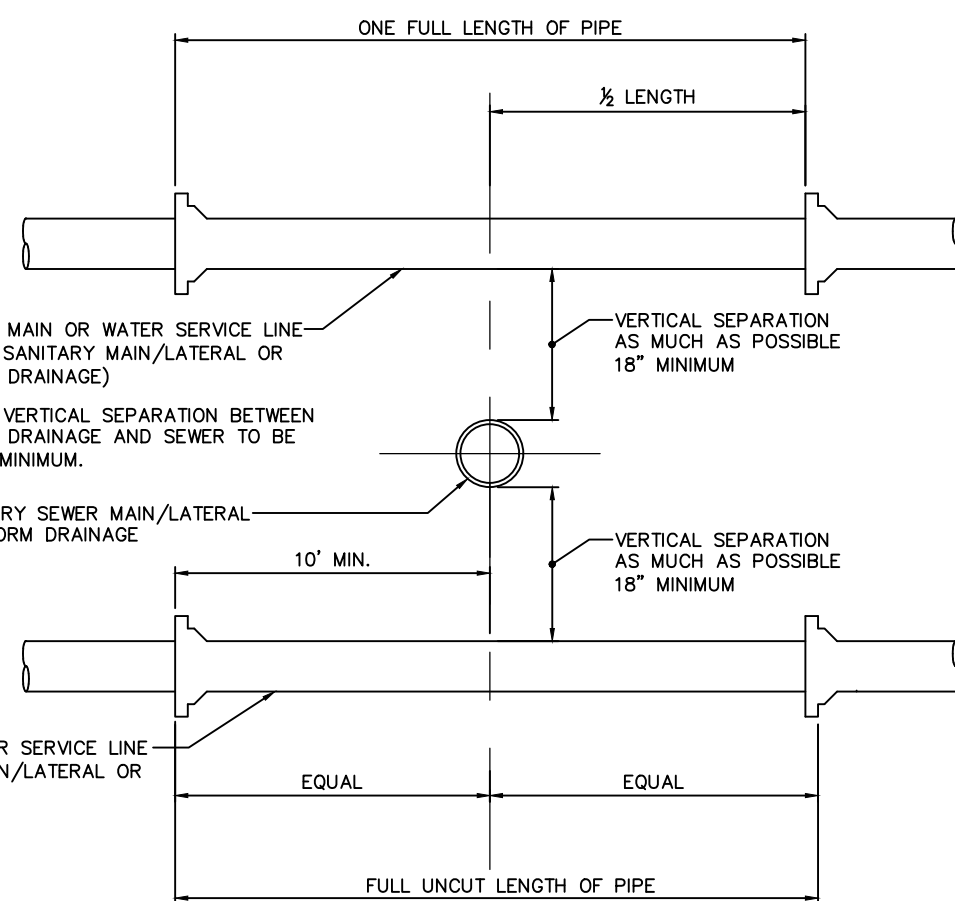 ONE FULL LENGTH OF PIPE
½ LENGTH
MAIN OR WATER SERVICE LINE
SANITARY MAIN/LATERAL OR
DRAINAGE)
VERTICAL SEPARATION
AS MUCH AS POSSIBLE
18" MINIMUM
VERTICAL SEPARATION BETWEEN
DRAINAGE AND SEWER TO BE
MINIMUM.
RY SEWER MAIN/LATERAL
ORM DRAINAGE
10' MIN.
VERTICAL SEPARATION
AS MUCH AS POSSIBLE
18" MINIMUM
R SERVICE LINE
N/LATERAL OR
EQUAL
EQUAL
FULL UNCUT LENGTH OF PIPE